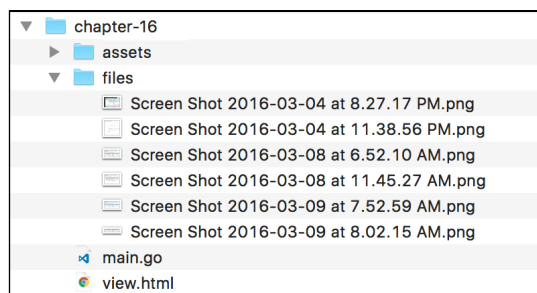 chapter-16
assets
files
Screen Shot 2016-03-04 at 8.27.17 PM.png
Screen Shot 2016-03-04 at 11.38.56 PM.png
Screen Shot 2016-03-08 at 6.52.10 AM.png
Screen Shot 2016-03-08 at 11.45.27 AM.png
Screen Shot 2016-03-09 at 7.52.59 AM.png
Screen Shot 2016-03-09 at 8.02.15 AM.png
main.go
view.html